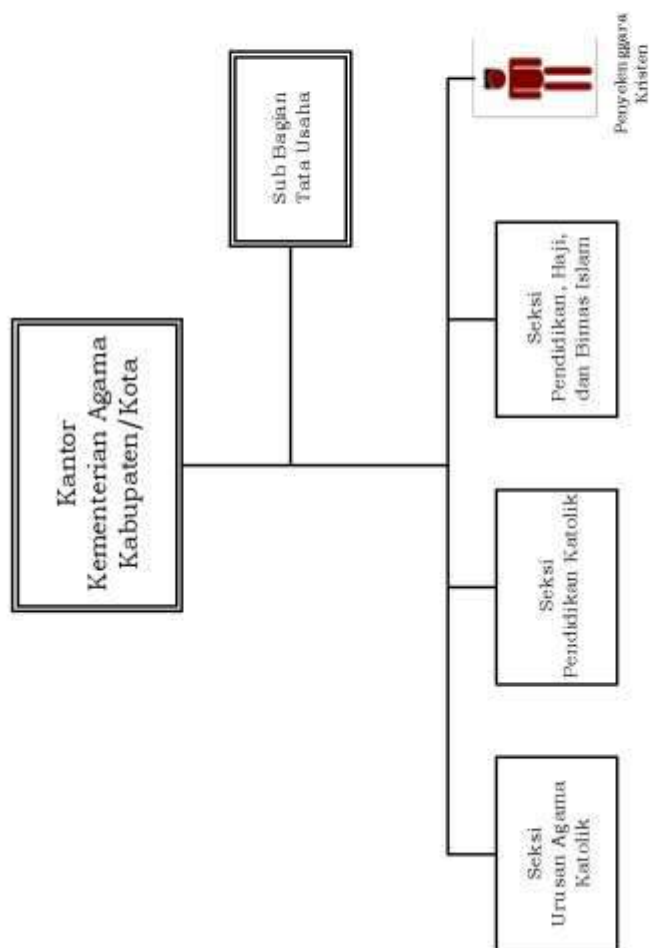 Kantor
Kementerian Agama
Kabupaten/Kota
Sub Bagian
Tata Usaha
Seksi
Urusan Agama
Katolik
Seksi
Pendidikan Katolik
Seksi
Pendidikan, Haji,
dan Bimas Islam
Penyelenggara
Kristen